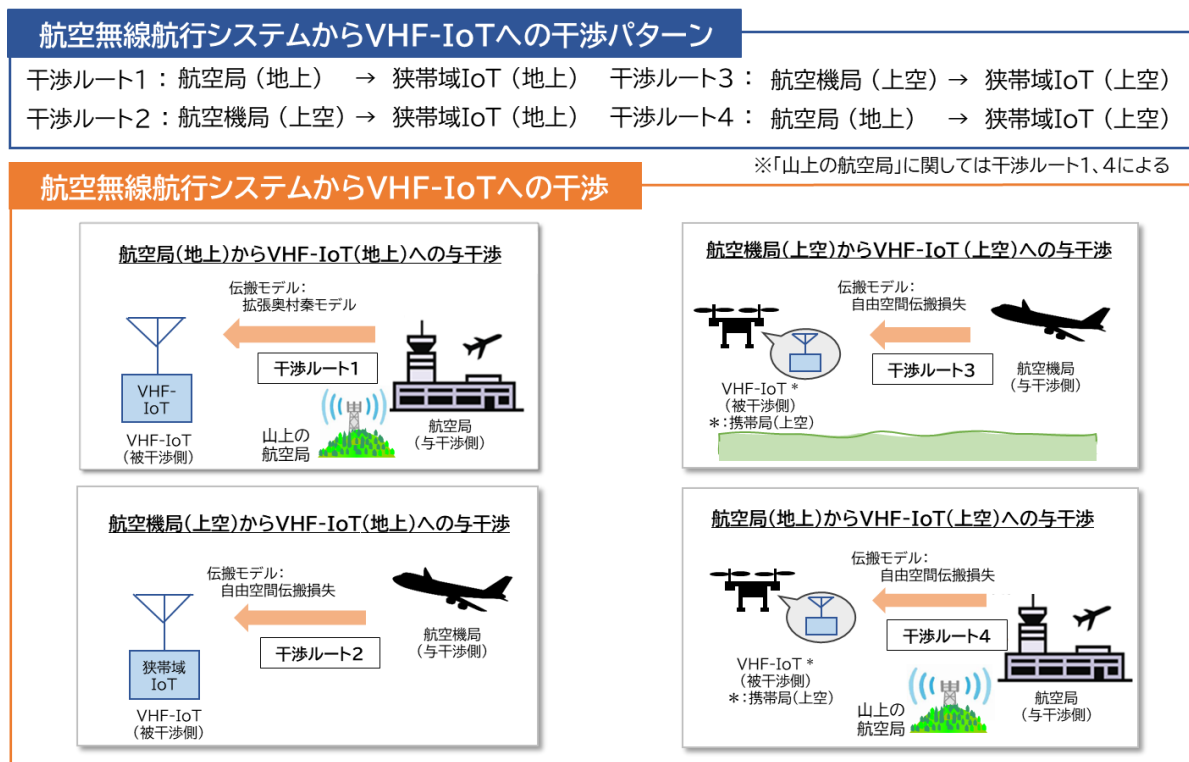 航空無線航行システムからVHF-IoTへの干渉パターン
干渉ルート1：航空局（地上） → 狭帯域IoT（地上） 干渉ルート3： 航空機局（上空）→ 狭帯域IoT（上空）
干渉ルート2：航空機局（上空）→ 狭帯域IoT（地上） 干渉ルート4： 航空局（地上） → 狭帯域IoT（上空）
※「山上の航空局」に関しては干渉ルート1、4による
航空無線航行システムからVHF-IoTへの干渉
航空局(地上)からVHF-IoT(地上)への与干渉
伝搬モデル：
拡張奥村秦モデル
干渉ルート1
VHF-
IoT
VHF-IoT
(被干渉側)
山上の
航空局
航空局
(与干渉側)
航空機局(上空)からVHF-IoT(上空)への与干渉
伝搬モデル：
自由空間伝搬損失
干渉ルート3
VHF-IoT＊
(被干渉側)
＊：携帯局(上空)
航空機局
(与干渉側)
航空機局(上空)からVHF-IoT(地上)への与干渉
伝搬モデル：
自由空間伝搬損失
干渉ルート2
狭帯域
IoT
VHF-IoT
(被干渉側)
航空機局
(与干渉側)
航空局(地上)からVHF-IoT(上空)への与干渉
伝搬モデル：
自由空間伝搬損失
干渉ルート4
VHF-IoT＊
(被干渉側)
＊：携帯局(上空)
山上の
航空局
航空局
(与干渉側)